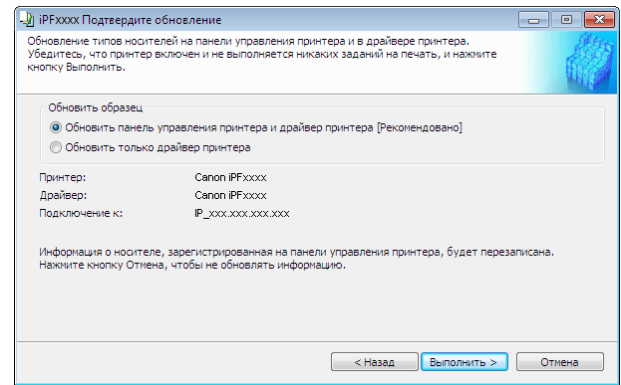 iPFxxxx Подтвердите обновление
Обновление типов носителей на панели управления принтера и в драйвере принтера.
Убедитесь, что принтер включен и не выполняется никаких заданий на печать, и нажмите
кнопку Выполнить.
Обновить образец
Обновить панель управления принтера и драйвер принтера [Рекомендовано]
Обновить только драйвер принтера
Принтер: Canon iPFxxxx
Драйвер: Canon iPFxxxx
Подключение к: IP_xxx.xxx.xxx.xxx
Информация о носителе, зарегистрированная на панели управления принтера, будет перезаписана.
Нажмите кнопку Отмена, чтобы не обновлять информацию.
< Назад Выполнить > Отмена